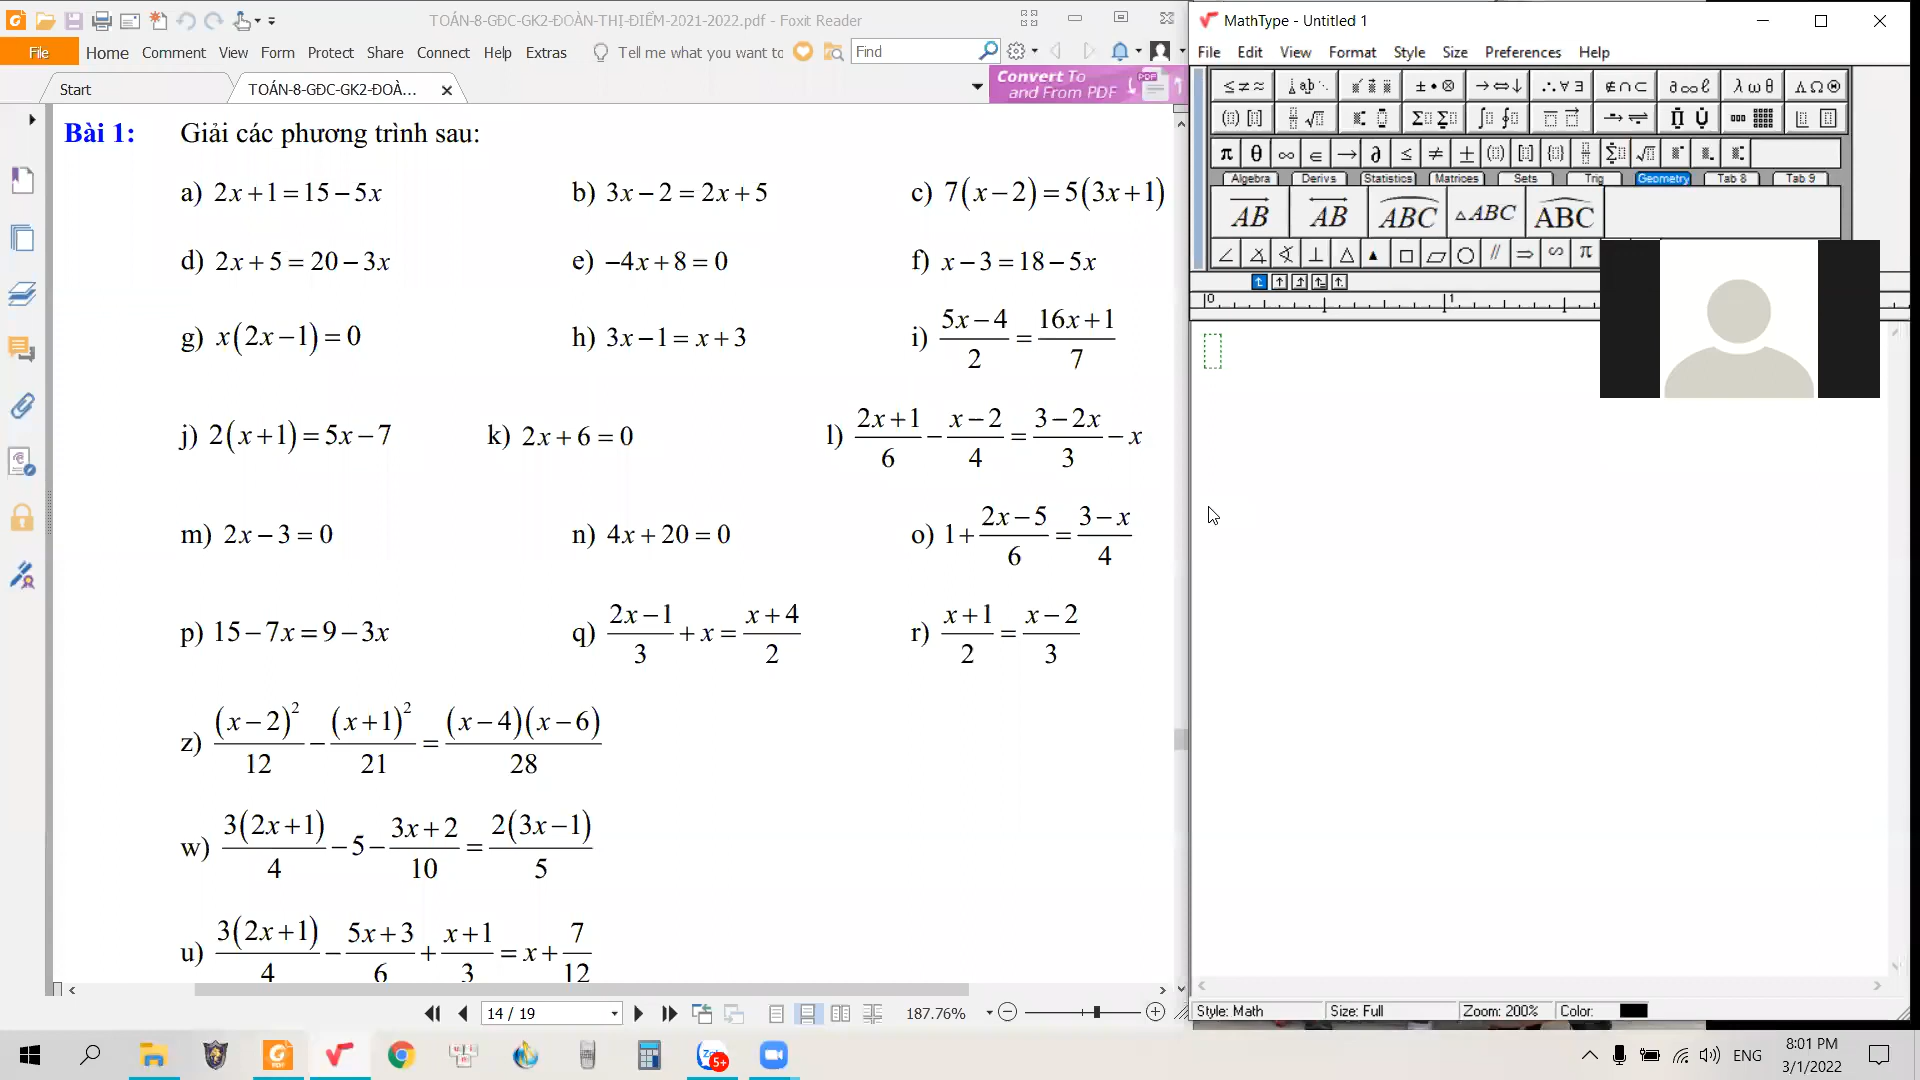 TOÁN-8-GĐC-GK2-ĐOÀN-THỊ-ĐIỂM-2021-2022.pdf - Foxit Reader
MathType - Untitled 1
File Home Comment View Form Protect Share Connect Help Extras Tell me what you want to Find
File Edit View Format Style Size Preferences Help
Start TOÁN-8-GĐC-GK2-ĐOÀ...
Convert To
and From PDF
PDF
Algebra Derivs Statistics Matrices Sets Trig Geometry Tab 8 Tab 9
AB AB ABC △ABC ABC
0 1
Bài 1: Giải các phương trình sau:
a) 2x+1=15−5x b) 3x−2=2x+5 c) 7(x−2)=5(3x+1)
d) 2x+5=20−3x e) −4x+8=0 f) x−3=18−5x
g) x(2x−1)=0 h) 3x−1=x+3 i) (5x−4)/2 = (16x+1)/7
j) 2(x+1)=5x−7 k) 2x+6=0 l) (2x+1)/6 − (x−2)/4 = (3−2x)/3 − x
m) 2x−3=0 n) 4x+20=0 o) 1+ (2x−5)/6 = (3−x)/4
p) 15−7x=9−3x q) (2x−1)/3 + x = (x+4)/2 r) (x+1)/2 = (x−2)/3
z) (x−2)²/12 − (x+1)²/21 = (x−4)(x−6)/28
w) 3(2x+1)/4 − 5 − (3x+2)/10 = 2(3x−1)/5
u) 3(2x+1)/4 − (5x+3)/6 + (x+1)/3 = x + 7/12
14 / 19 187.76%
Style: Math Size: Full Zoom: 200% Color:
5+
ENG
8:01 PM
3/1/2022